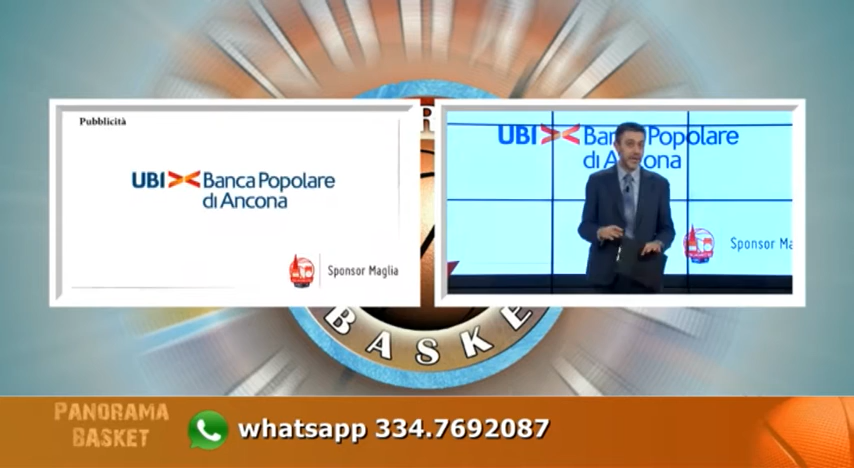 Pubblicità
UBI Banca Popolare
di Ancona
Sponsor Maglia
UBI Banca Popolare
di Ancona
Sponsor Ma
R
BASKE
PANORAMA
BASKET
whatsapp 334.7692087